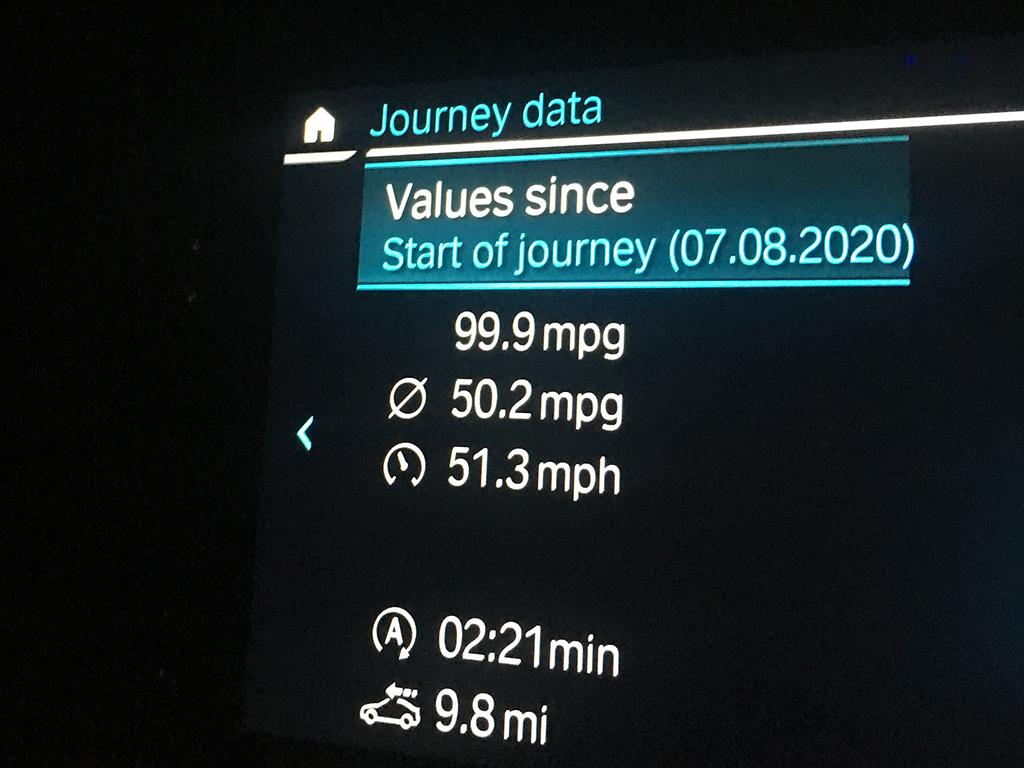 Journey data
Values since
Start of journey (07.08.2020)
99.9 mpg
50.2 mpg
51.3 mph
A 02:21 min
9.8 mi